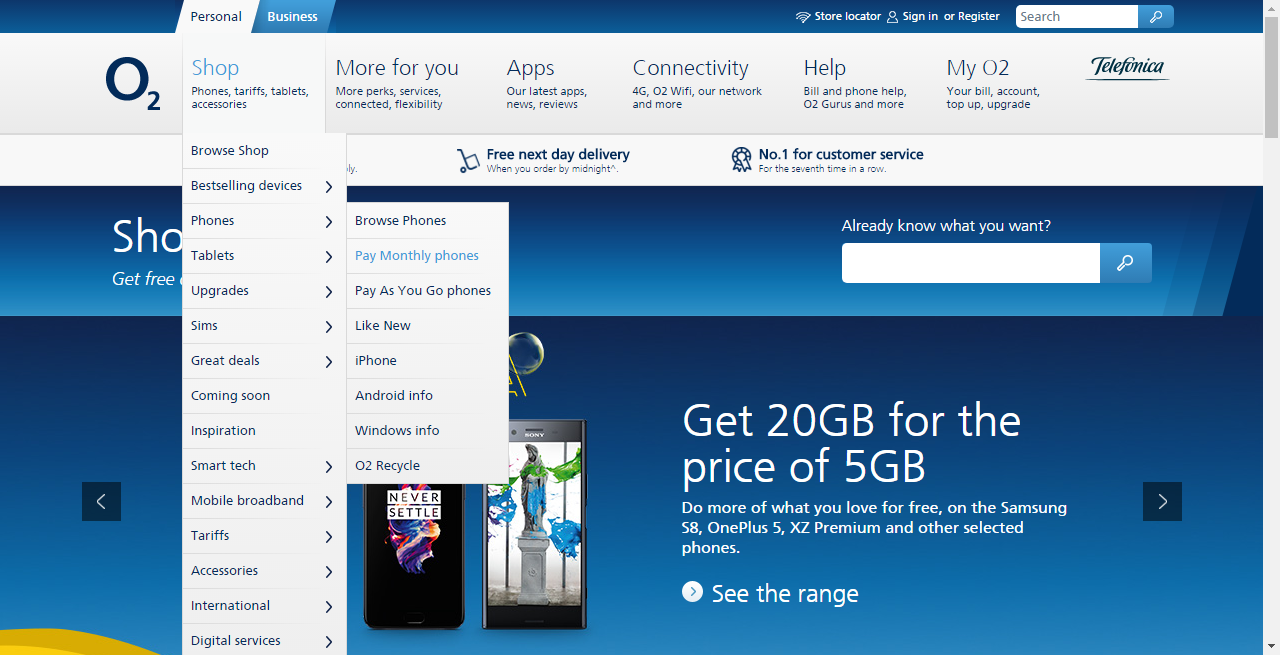 Personal
Business
Store locator
Sign in or Register
Search
O2
Shop
Phones, tariffs, tablets,
accessories
More for you
More perks, services,
connected, flexibility
Apps
Our latest apps,
news, reviews
Connectivity
4G, O2 Wifi, our network
and more
Help
Bill and phone help,
O2 Gurus and more
My O2
Your bill, account,
top up, upgrade
Telefónica
Free next day delivery
When you order by midnight^.
No.1 for customer service
For the seventh time in a row.
Browse Shop
Bestselling devices
Phones
Tablets
Upgrades
Sims
Great deals
Coming soon
Inspiration
Smart tech
Mobile broadband
Tariffs
Accessories
International
Digital services
Browse Phones
Pay Monthly phones
Pay As You Go phones
Like New
iPhone
Android info
Windows info
O2 Recycle
Sho
Get free
Already know what you want?
SONY
NEVER
SETTLE
Get 20GB for the
price of 5GB
Do more of what you love for free, on the Samsung
S8, OnePlus 5, XZ Premium and other selected
phones.
See the range